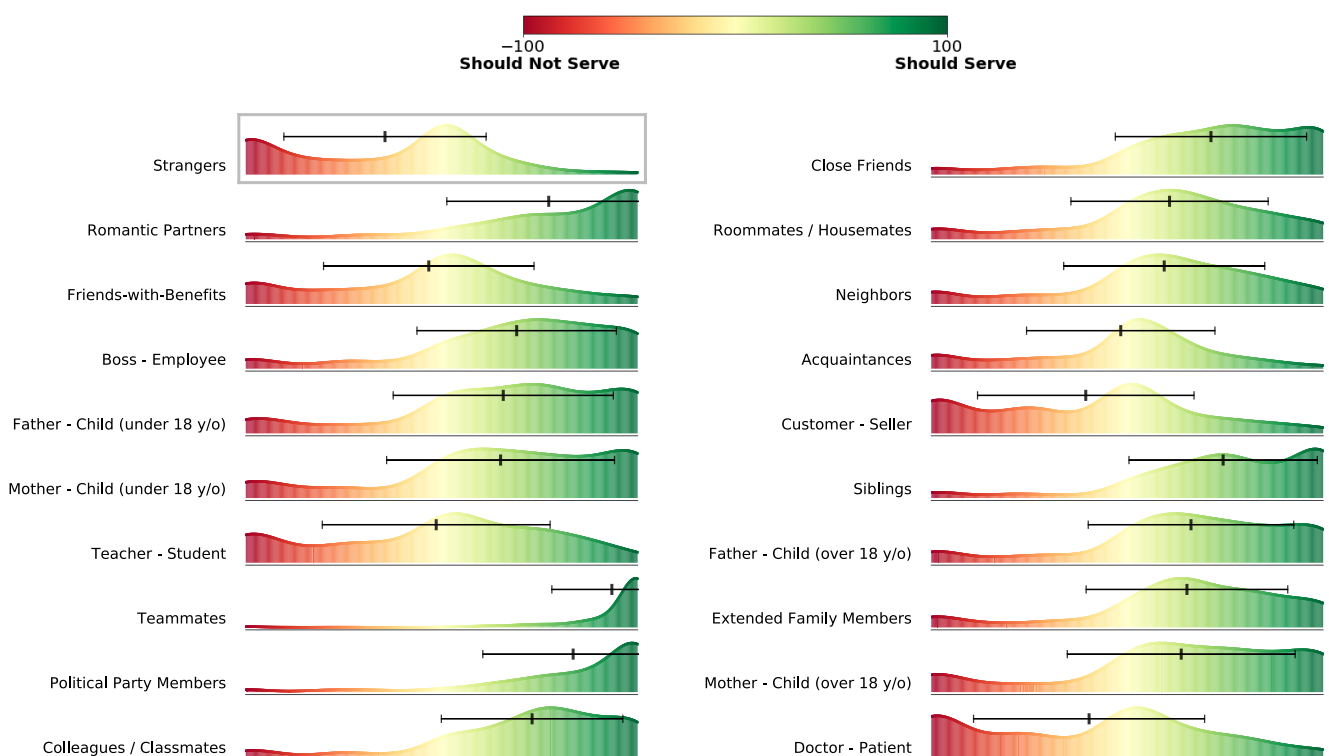 −100 100
Should Not Serve Should Serve
Strangers
Romantic Partners
Friends-with-Benefits
Boss - Employee
Father - Child (under 18 y/o)
Mother - Child (under 18 y/o)
Teacher - Student
Teammates
Political Party Members
Colleagues / Classmates
Close Friends
Roommates / Housemates
Neighbors
Acquaintances
Customer - Seller
Siblings
Father - Child (over 18 y/o)
Extended Family Members
Mother - Child (over 18 y/o)
Doctor - Patient